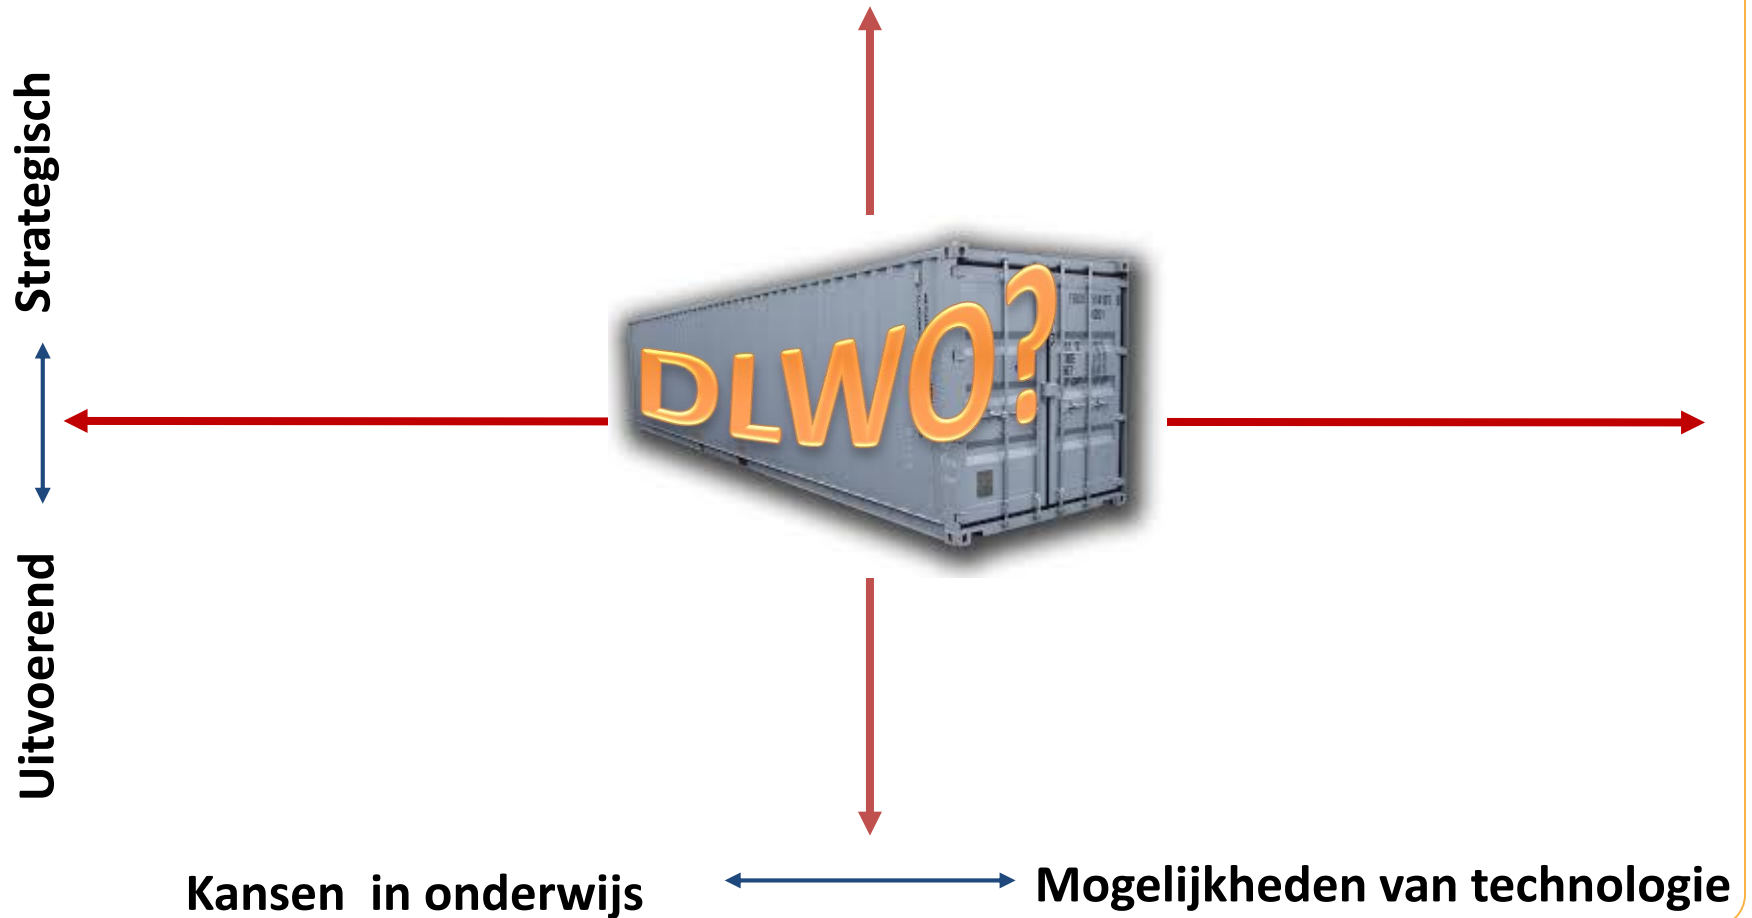 Strategisch
DLWO?
Uitvoerend
Kansen in onderwijs
Mogelijkheden van technologie